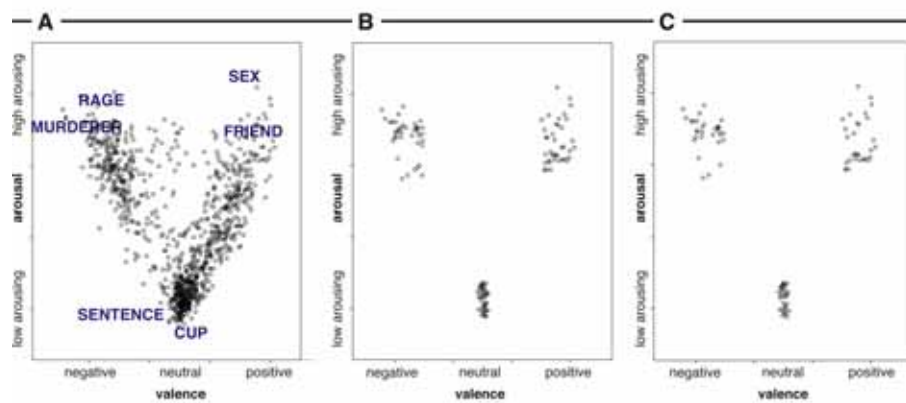 A
B
C
high arousing
arousal
low arousing
SEX
RAGE
MURDERER
FRIEND
SENTENCE
CUP
negative
neutral
positive
valence
high arousing
arousal
low arousing
negative
neutral
positive
valence
high arousing
arousal
low arousing
negative
neutral
positive
valence